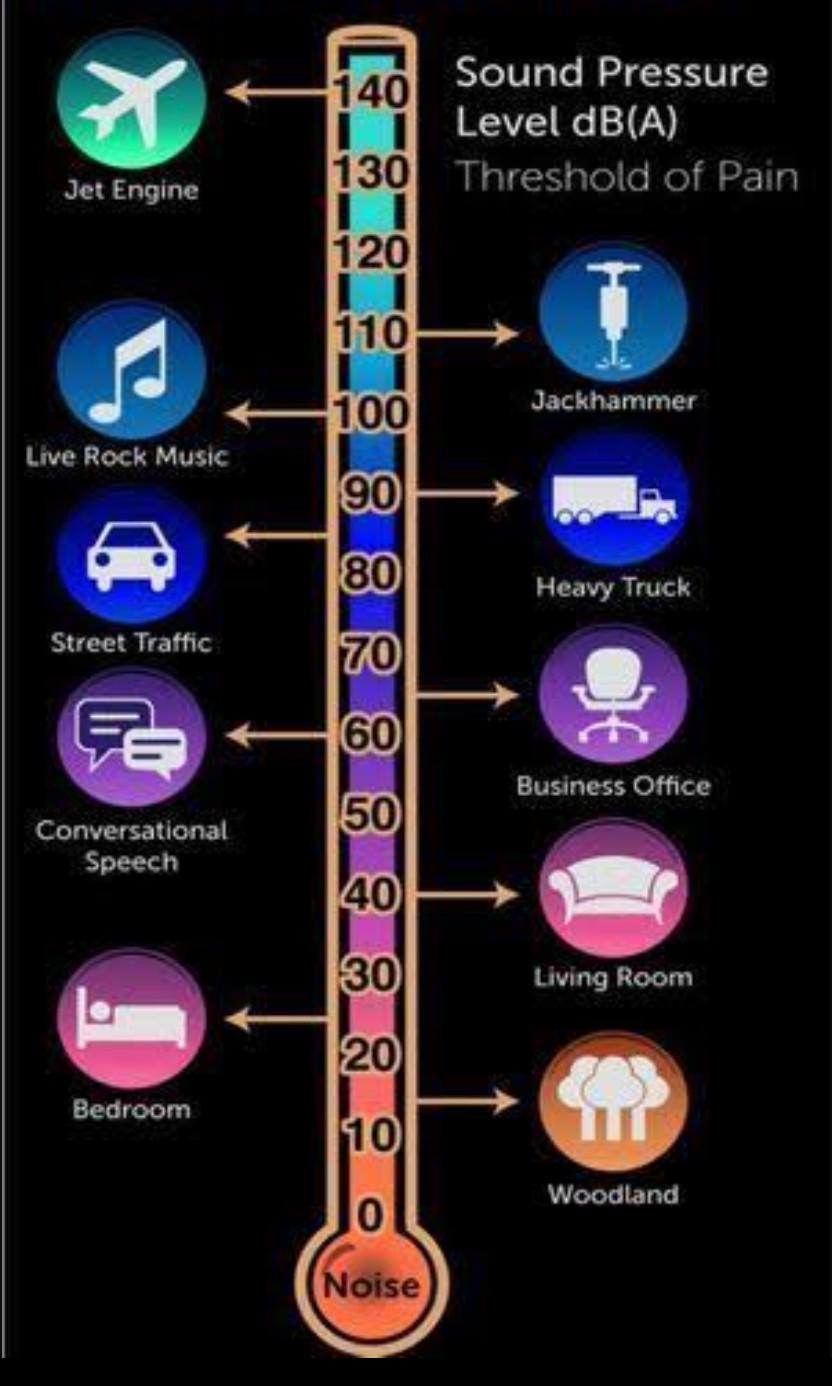 Sound Pressure
Level dB(A)
Threshold of Pain
140
Jet Engine
130
120
110
Jackhammer
100
Live Rock Music
90
Heavy Truck
80
Street Traffic
70
Business Office
60
Conversational
Speech
50
40
Living Room
30
20
Bedroom
10
Woodland
0
Noise